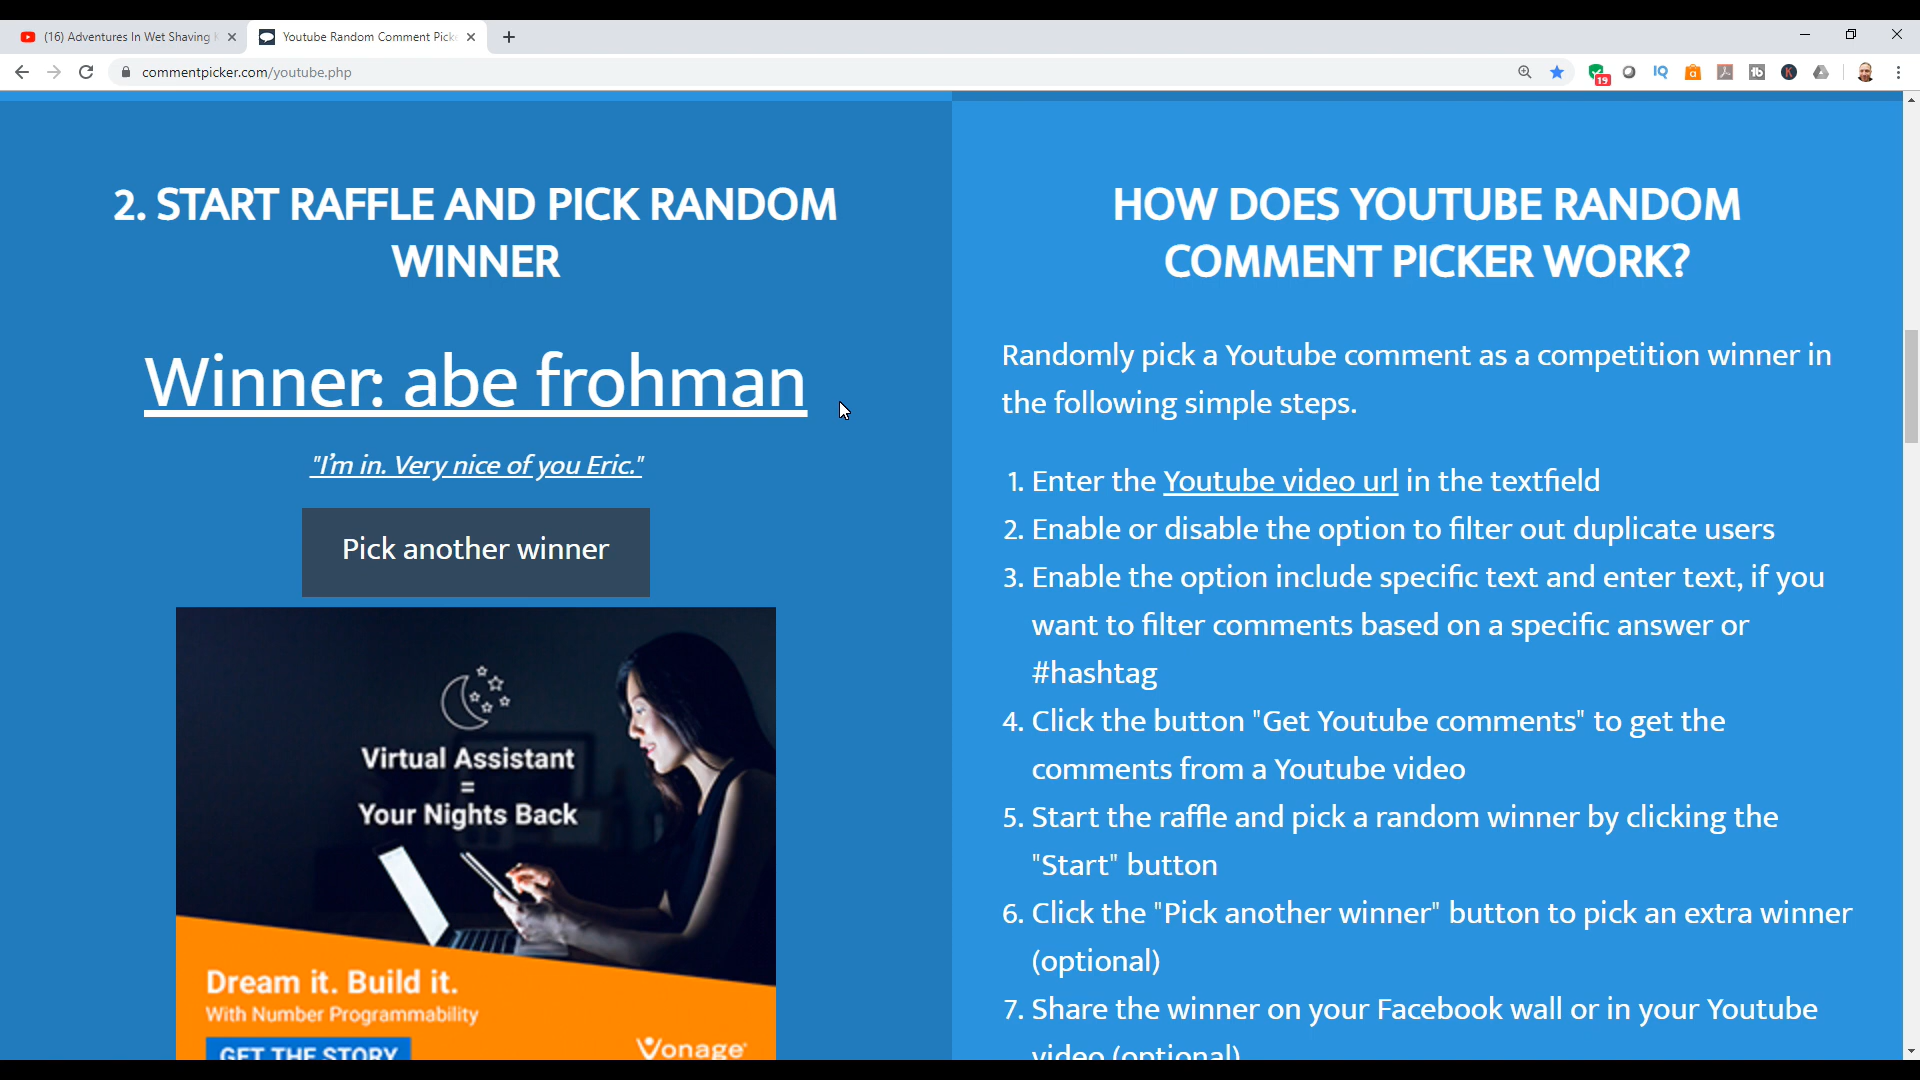 (16) Adventures In Wet Shaving
Youtube Random Comment Picke
commentpicker.com/youtube.php
19
IQ
a
tb
K
2. START RAFFLE AND PICK RANDOM
WINNER
Winner: abe frohman
"I'm in. Very nice of you Eric."
Pick another winner
Virtual Assistant
=
Your Nights Back
Dream it. Build it.
With Number Programmability
GET THE STORY
Vonage
HOW DOES YOUTUBE RANDOM
COMMENT PICKER WORK?
Randomly pick a Youtube comment as a competition winner in
the following simple steps.
1. Enter the Youtube video url in the textfield
2. Enable or disable the option to filter out duplicate users
3. Enable the option include specific text and enter text, if you
want to filter comments based on a specific answer or
#hashtag
4. Click the button "Get Youtube comments" to get the
comments from a Youtube video
5. Start the raffle and pick a random winner by clicking the
"Start" button
6. Click the "Pick another winner" button to pick an extra winner
(optional)
7. Share the winner on your Facebook wall or in your Youtube
video (optional)